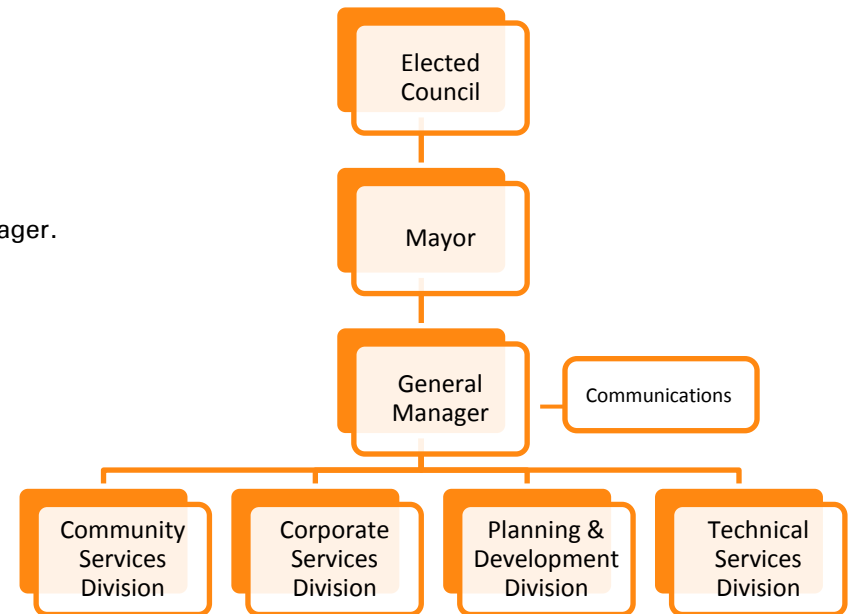 Elected
Council
ager.
Mayor
General
Manager
Communications
Community
Services
Division
Corporate
Services
Division
Planning &
Development
Division
Technical
Services
Division